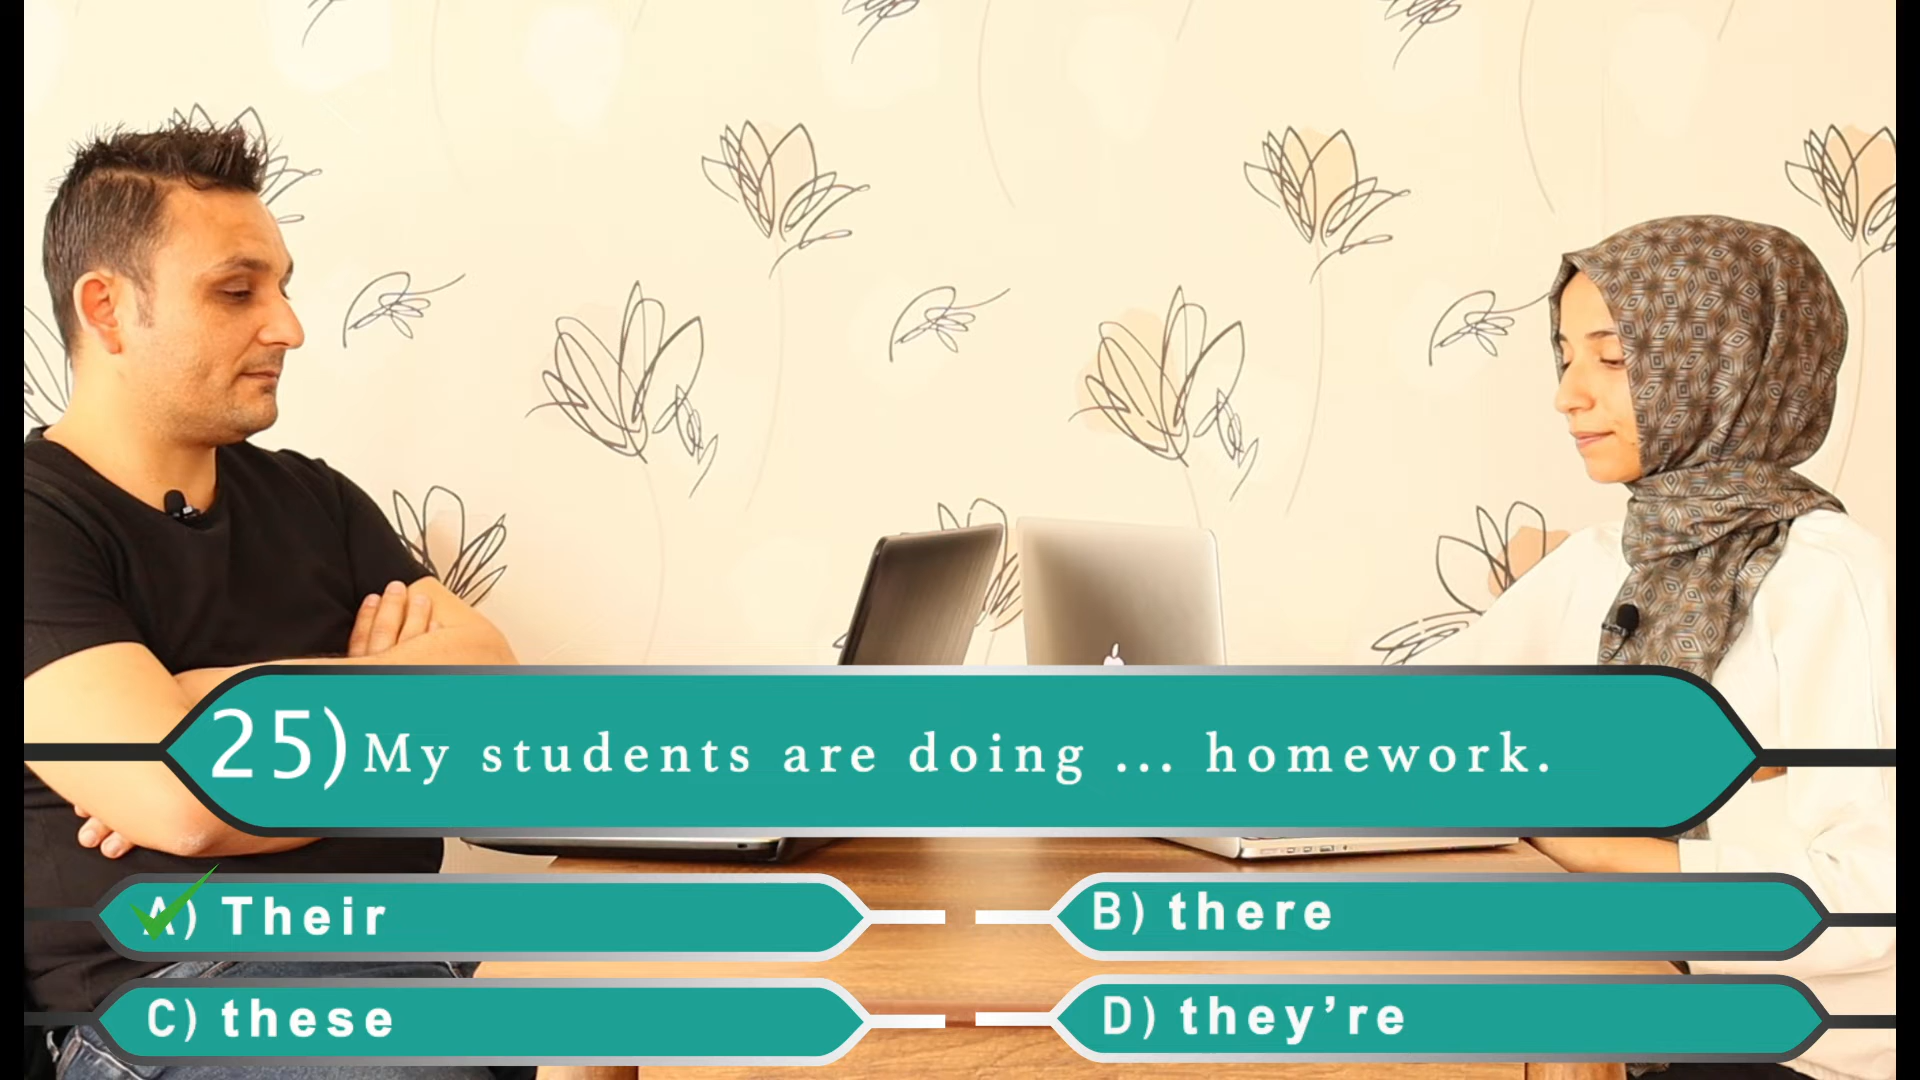 25) My students are doing ... homework.
A) Their
B) there
C) these
D) they’re